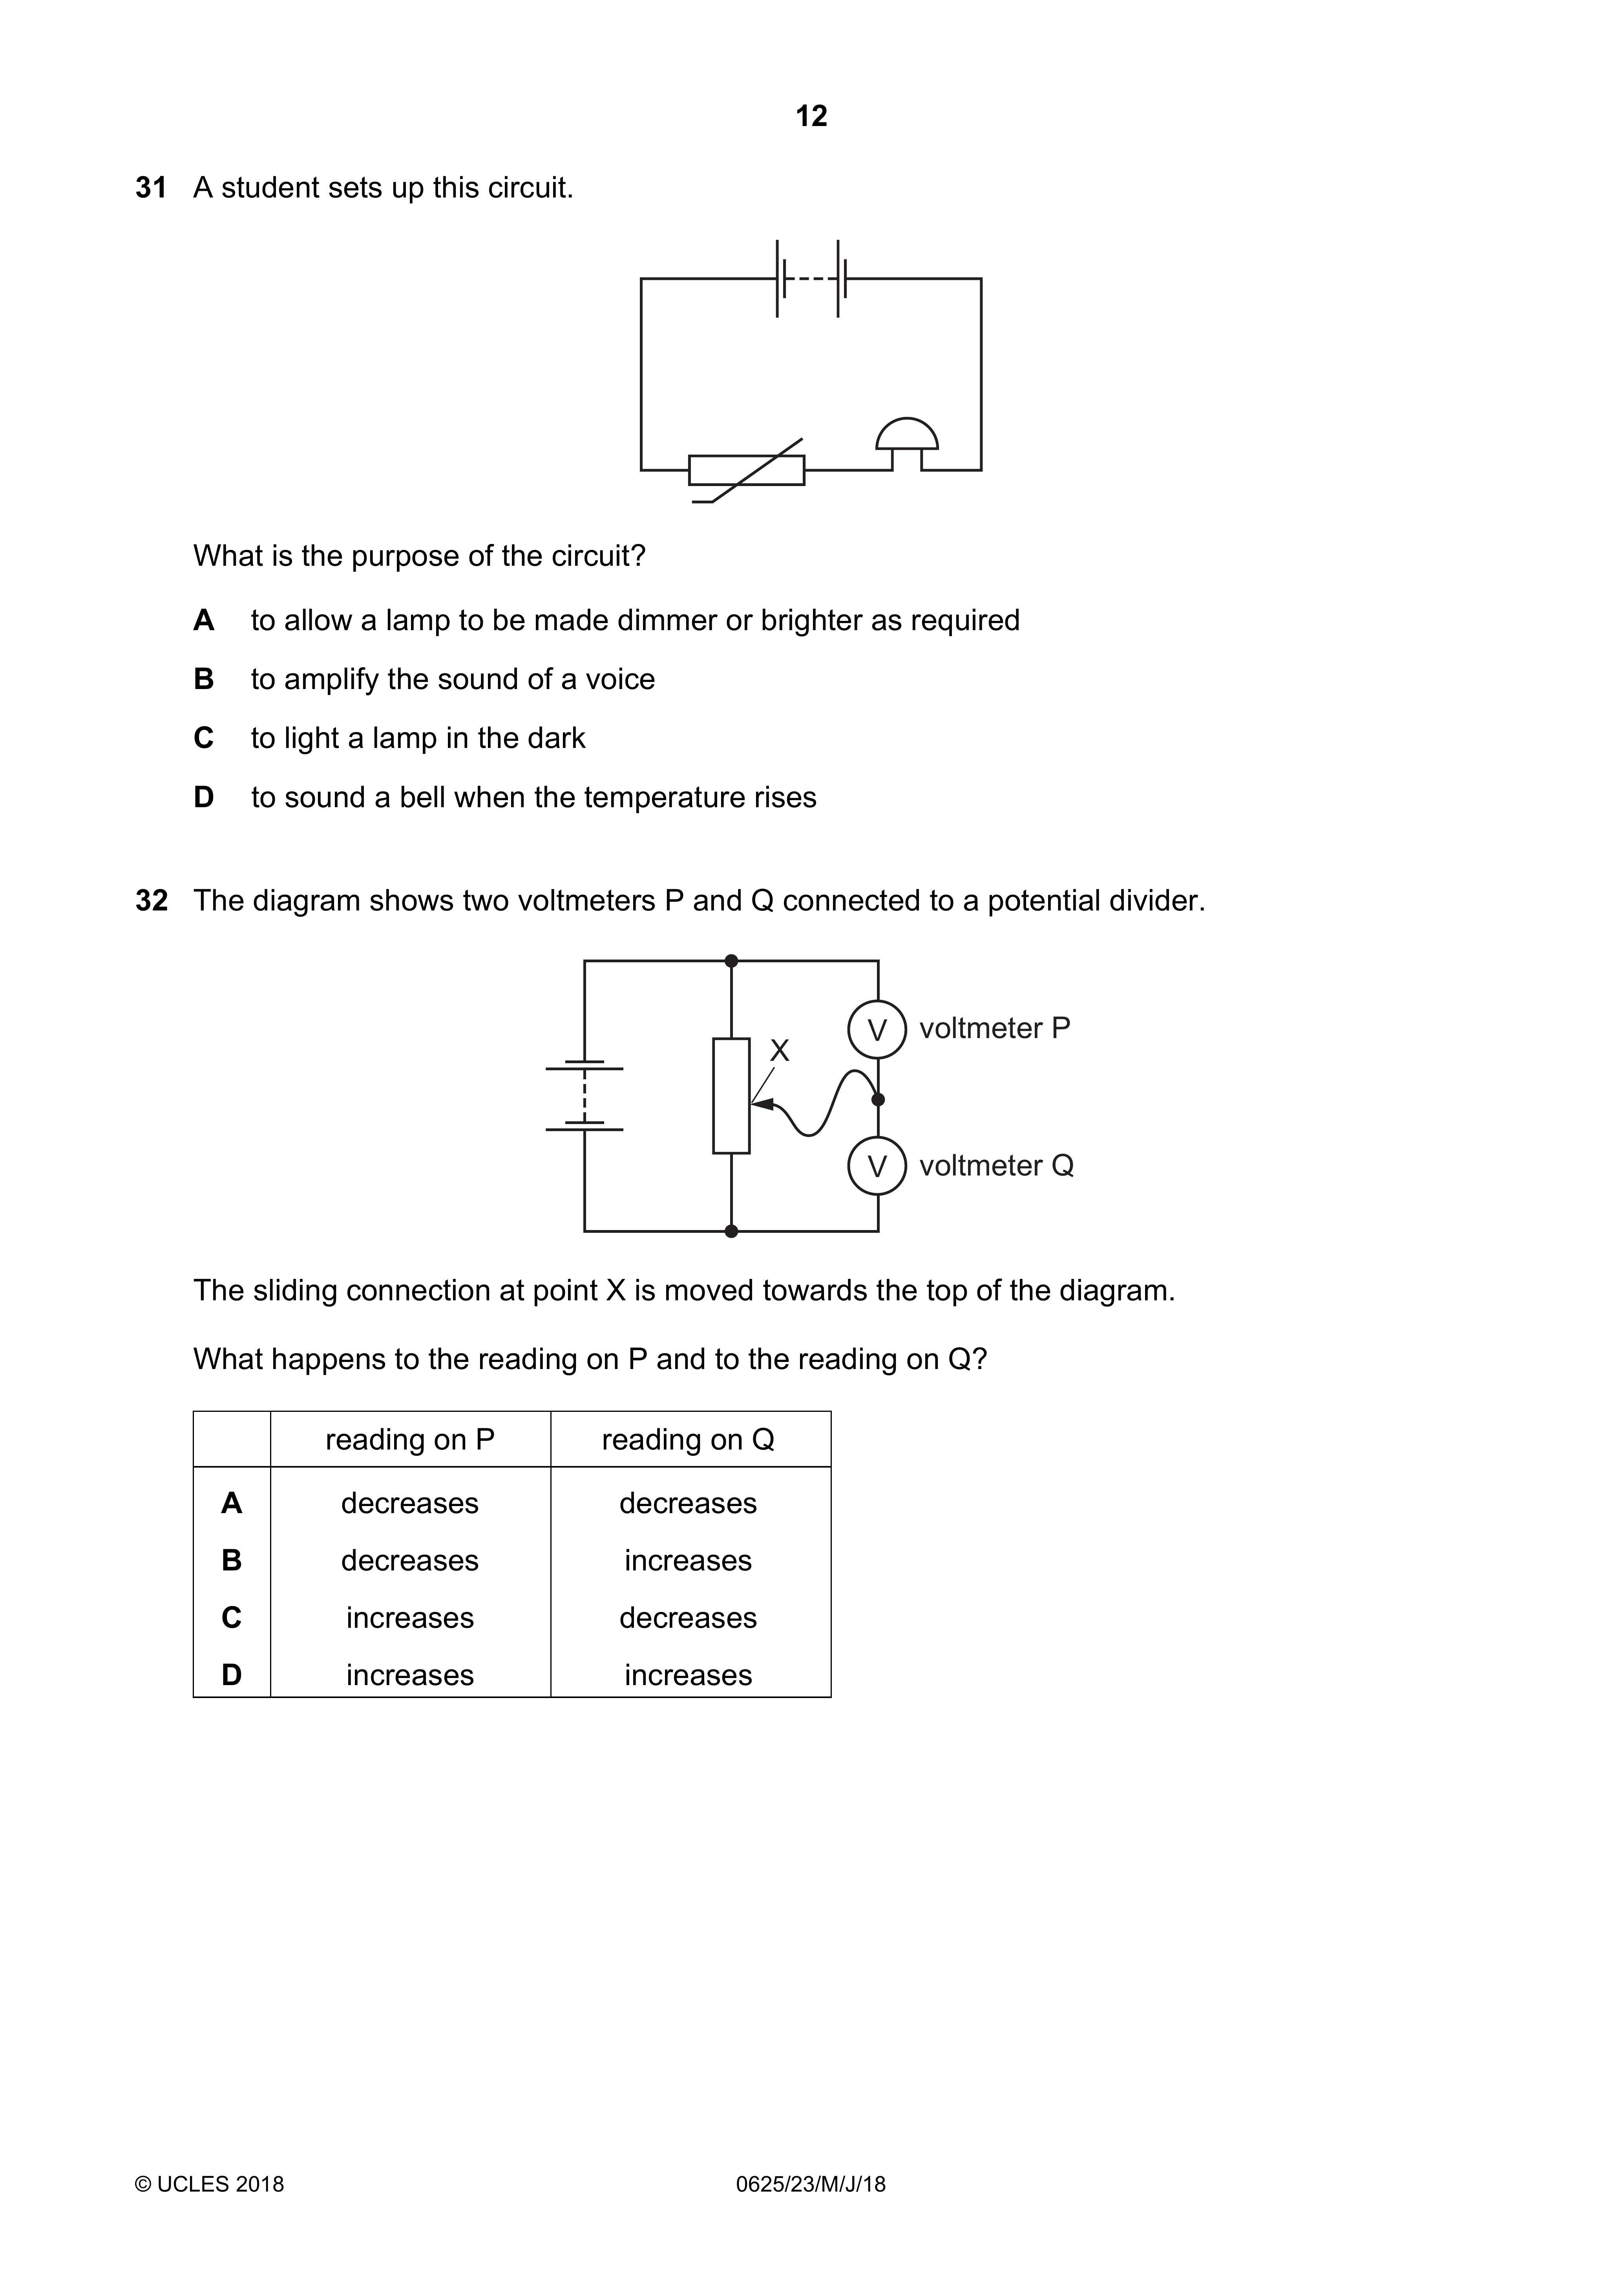 12
31 A student sets up this circuit.
What is the purpose of the circuit?
A to allow a lamp to be made dimmer or brighter as required
B to amplify the sound of a voice
C to light a lamp in the dark
D to sound a bell when the temperature rises
32 The diagram shows two voltmeters P and Q connected to a potential divider.
V voltmeter P
X
V voltmeter Q
The sliding connection at point X is moved towards the top of the diagram.
What happens to the reading on P and to the reading on Q?
reading on P reading on Q
A decreases decreases
B decreases increases
C increases decreases
D increases increases
© UCLES 2018 0625/23/M/J/18